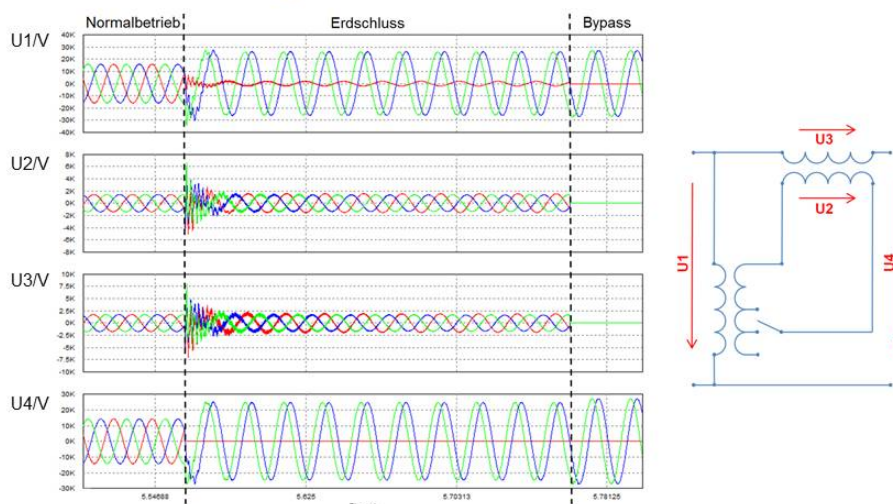 Normalbetrieb Erdschluss Bypass
U1/V
40K
30K
20K
10K
0K
-10K
-20K
-30K
-40K
U2/V
8K
6K
4K
2K
0K
-2K
-4K
-6K
-8K
U3/V
10K
7.5K
5K
2.5K
0K
-2.5K
-5K
-7.5K
-10K
U4/V
30K
20K
10K
0K
-10K
-20K
-30K
5.54688 5.625 5.70313 5.78125
U3
U2
U1
U4